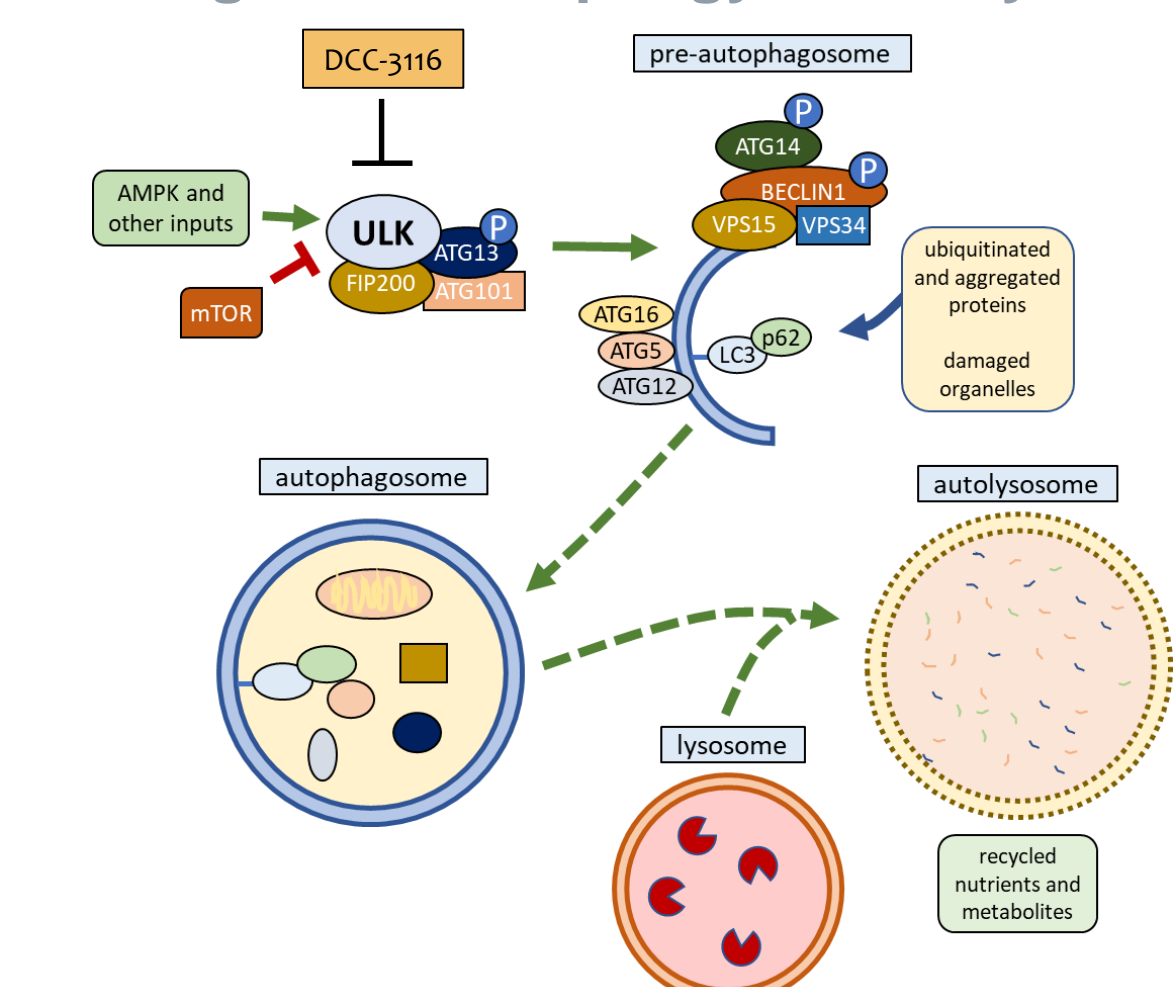 DCC-3116
pre-autophagosome
P
ATG14
P
BECLIN1
VPS15
VPS34
AMPK and
other inputs
ULK
P
ATG13
FIP200
ATG101
mTOR
ubiquitinated
and aggregated
proteins
damaged
organelles
ATG16
ATG5
ATG12
LC3
p62
autophagosome
autolysosome
lysosome
recycled
nutrients and
metabolites